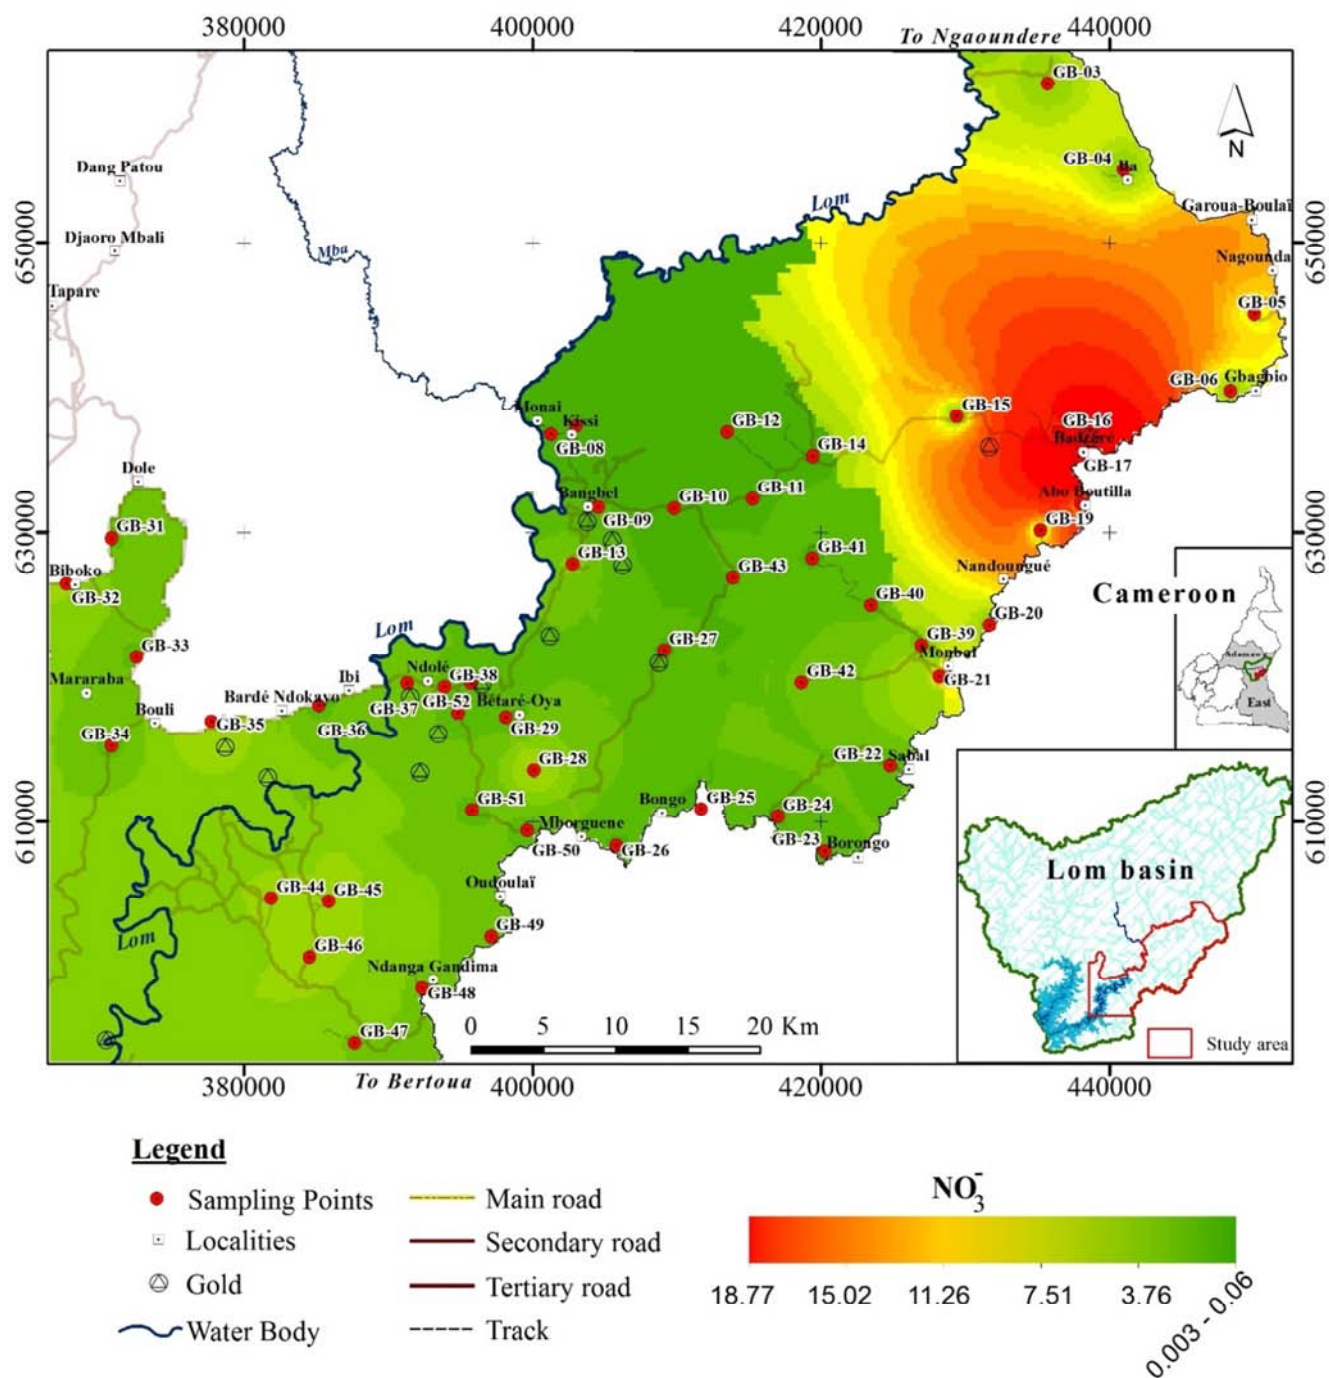 380000 400000 420000 440000
To Ngaoundere
GB-03
GB-04
N
Dang Patou
Garoua-Boulaï
Lom
Djaoro Mbali
650000
Mba
Nagounda
650000
Tapare
GB-05
GB-06
Gbagbio
Monai
Kissi
GB-08
GB-12
GB-15
GB-16
GB-14
Badzéré
GB-17
Dole
Bangbel
GB-10
GB-11
Abo Boutilla
GB-09
GB-19
630000
GB-31
GB-13
GB-41
630000
Biboko
GB-32
GB-43
Nandoungué
Cameroon
GB-40
GB-20
Lom
GB-33
GB-27
GB-39
Monbal
Adamawa
East
Mararaba
Ibi
Ndolé
GB-38
GB-42
GB-21
Bouli
Bardé Ndokayo
GB-37
GB-52
Bétaré-Oya
GB-35
GB-36
GB-29
GB-34
GB-28
GB-22
Sabal
GB-51
Bongo
GB-25
GB-24
610000
Mborguene
GB-50
GB-26
GB-23
Borongo
610000
Lom basin
Oudoulaï
GB-44
GB-45
Lom
GB-46
GB-49
Ndanga Gandima
GB-48
0 5 10 15 20 Km
GB-47
Study area
To Bertoua
380000 400000 420000 440000
Legend
Sampling Points
Localities
Gold
Water Body
Main road
Secondary road
Tertiary road
Track
NO3-
18.77 15.02 11.26 7.51 3.76 0.003 - 0.06